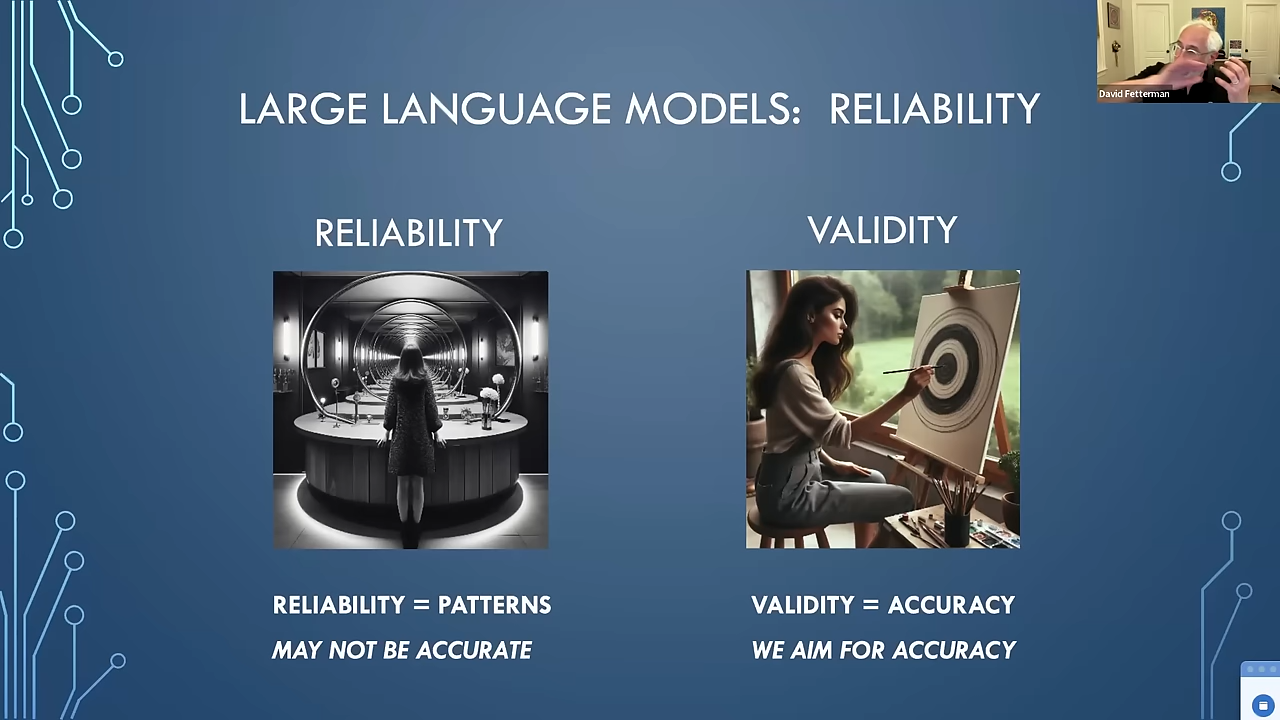 LARGE LANGUAGE MODELS: RELIABILITY
David Fetterman
RELIABILITY
VALIDITY
RELIABILITY = PATTERNS
MAY NOT BE ACCURATE
VALIDITY = ACCURACY
WE AIM FOR ACCURACY